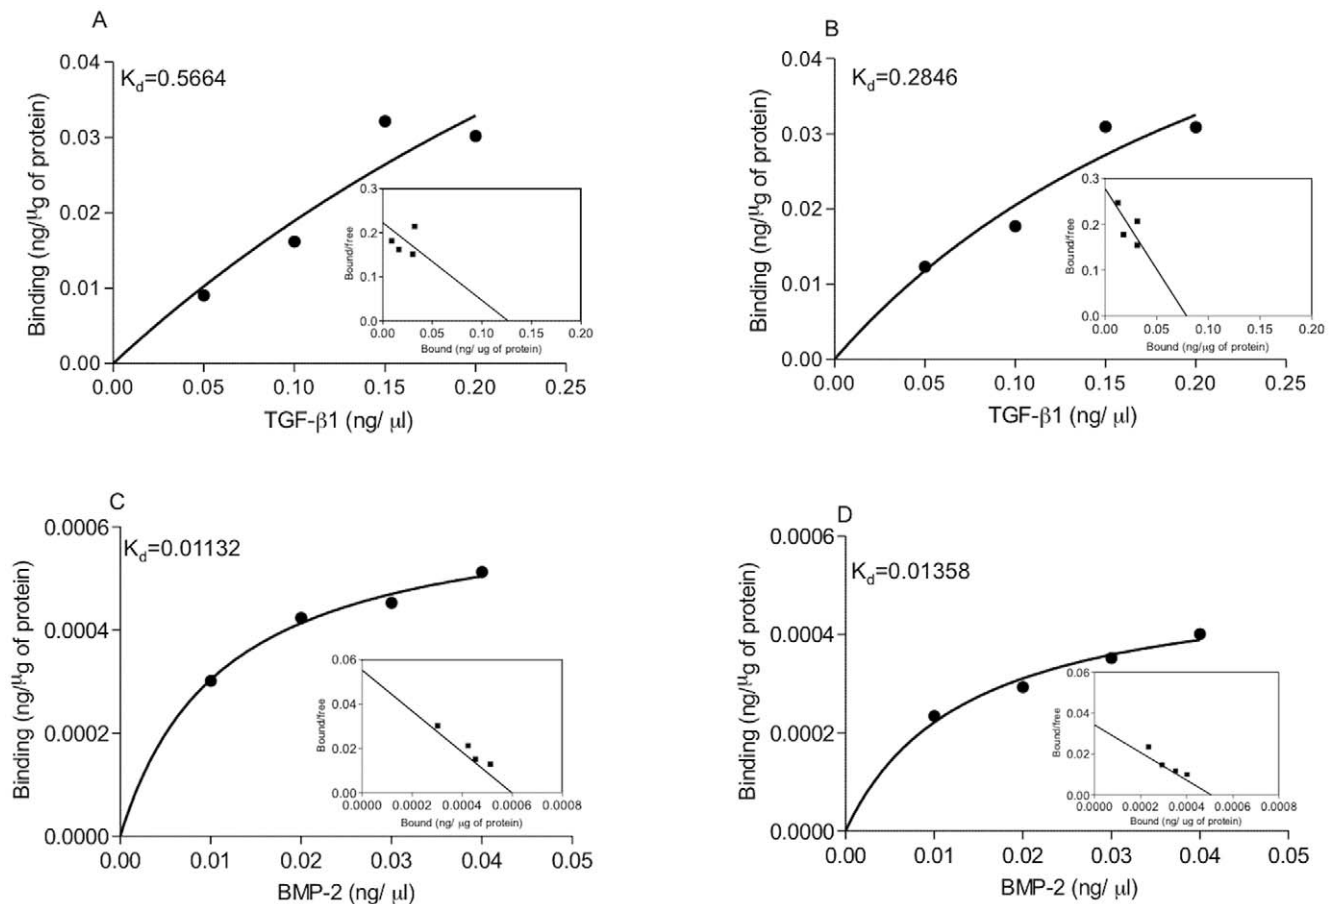 A
K_d=0.5664
Binding (ng/μg of protein)
0.04
0.03
0.02
0.01
0.00
0.00 0.05 0.10 0.15 0.20 0.25
TGF-β1 (ng/ μl)
Bound/free
0.3
0.2
0.1
0.0
0.00 0.05 0.10 0.15 0.20
Bound (ng/ ug of protein)
B
K_d=0.2846
Binding (ng/μg of protein)
0.04
0.03
0.02
0.01
0.00
0.00 0.05 0.10 0.15 0.20 0.25
TGF-β1 (ng/ μl)
Bound/free
0.3
0.2
0.1
0.0
0.00 0.05 0.10 0.15 0.20
Bound (ng/μg of protein)
C
K_d=0.01132
Binding (ng/μg of protein)
0.0006
0.0004
0.0002
0.0000
0.00 0.01 0.02 0.03 0.04 0.05
BMP-2 (ng/ μl)
Bound/free
0.06
0.04
0.02
0.00
0.0000 0.0002 0.0004 0.0006 0.0008
Bound (ng/ μg of protein)
D
K_d=0.01358
Binding (ng/μg of protein)
0.0006
0.0004
0.0002
0.0000
0.00 0.01 0.02 0.03 0.04 0.05
BMP-2 (ng/ μl)
Bound/free
0.06
0.04
0.02
0.00
0.0000 0.0002 0.0004 0.0006 0.0008
Bound (ng/ ug of protein)